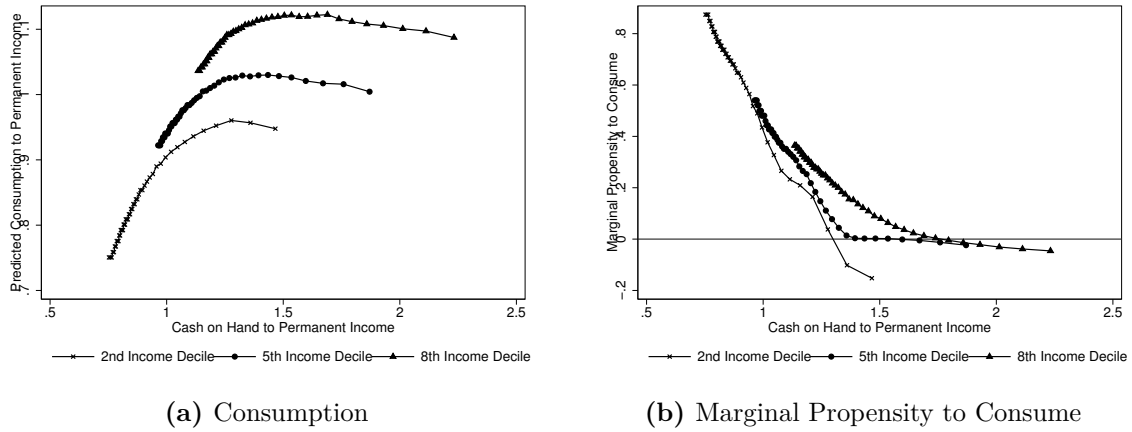 Predicted Consumption to Permanent Income
.7 .8 .9 1 1.1
.5 1 1.5 2 2.5
Cash on Hand to Permanent Income
2nd Income Decile 5th Income Decile 8th Income Decile
(a) Consumption
Marginal Propensity to Consume
-.2 0 .2 .4 .6 .8
.5 1 1.5 2 2.5
Cash on Hand to Permanent Income
2nd Income Decile 5th Income Decile 8th Income Decile
(b) Marginal Propensity to Consume